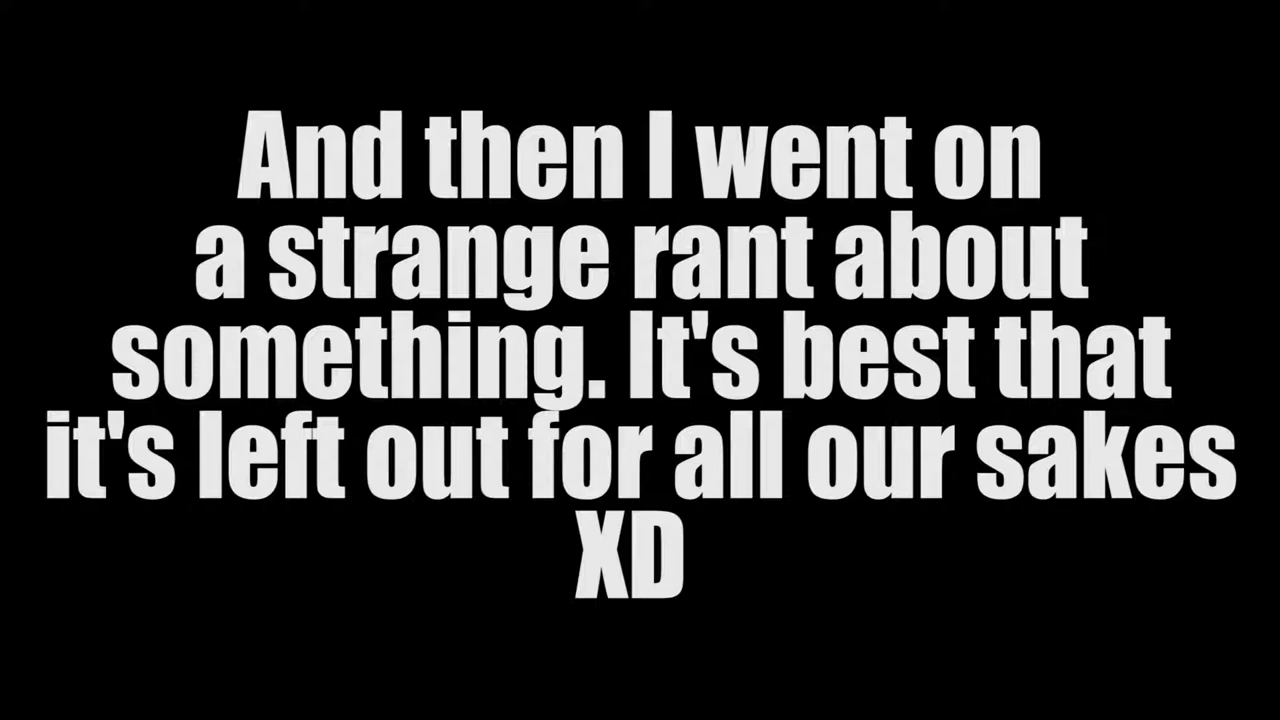 And then I went on
a strange rant about
something. It's best that
it's left out for all our sakes
XD